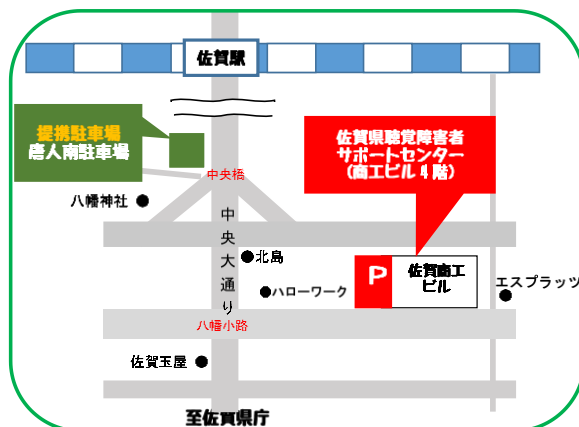 佐賀駅
提携駐車場
唐人南駐車場
佐賀県聴覚障害者
サポートセンター
(商工ビル4階)
中央橋
八幡神社
中央大通り
北島
P
佐賀商工
ビル
エスプラッツ
ハローワーク
八幡小路
佐賀玉屋
至佐賀県庁